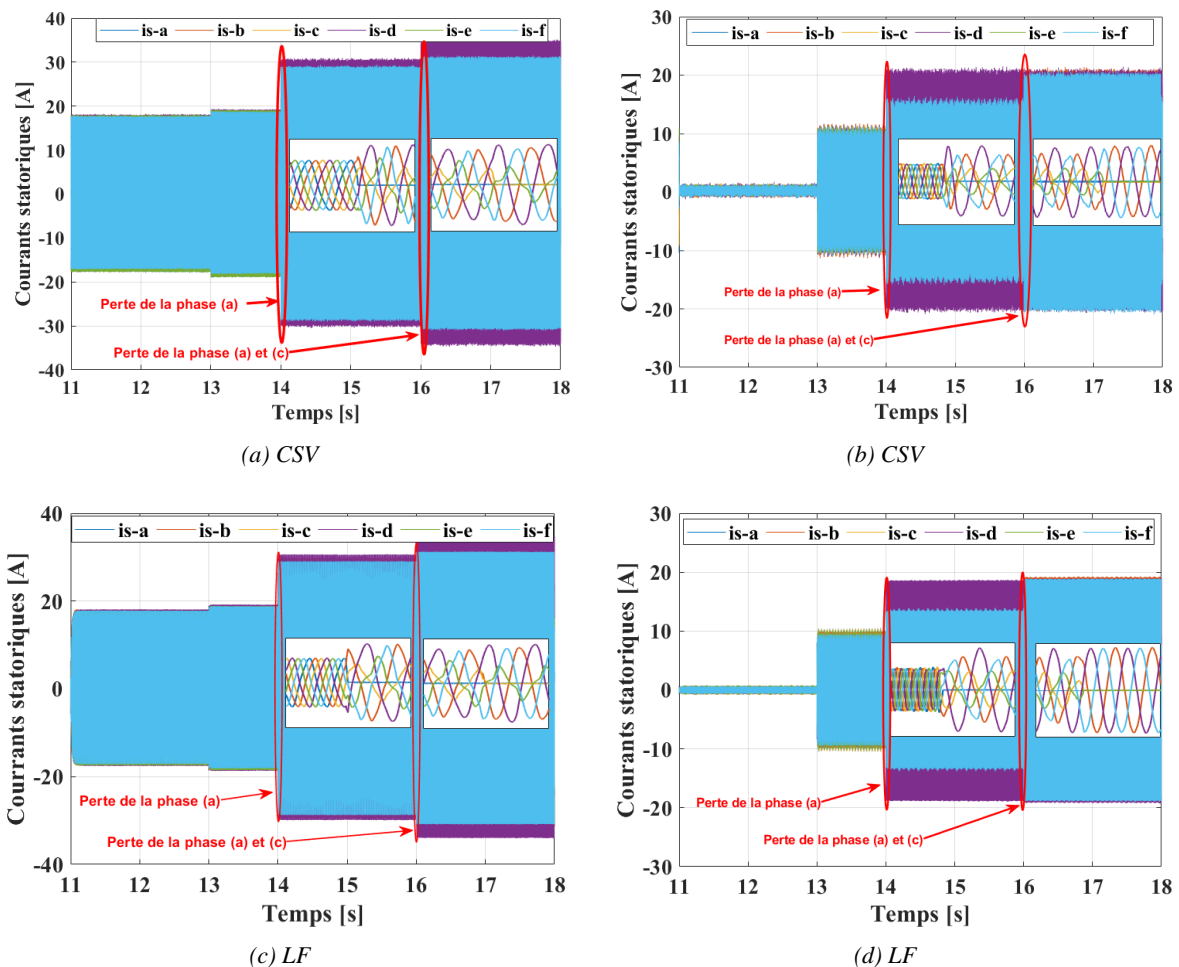 is-a is-b is-c is-d is-e is-f
40
30
20
10
0
-10
-20
-30
-40
Courants statoriques [A]
Perte de la phase (a)
Perte de la phase (a) et (c)
11 12 13 14 15 16 17 18
Temps [s]
(a) CSV
is-a is-b is-c is-d is-e is-f
30
20
10
0
-10
-20
-30
Courants statoriques [A]
Perte de la phase (a)
Perte de la phase (a) et (c)
11 12 13 14 15 16 17 18
Temps [s]
(b) CSV
is-a is-b is-c is-d is-e is-f
40
20
0
-20
-40
Courrants statoriques [A]
Perte de la phase (a)
Perte de la phase (a) et (c)
11 12 13 14 15 16 17 18
Temps [s]
(c) LF
is-a is-b is-c is-d is-e is-f
30
20
10
0
-10
-20
-30
Courants statoriques [A]
Perte de la phase (a)
Perte de la phase (a) et (c)
11 12 13 14 15 16 17 18
Temps [s]
(d) LF